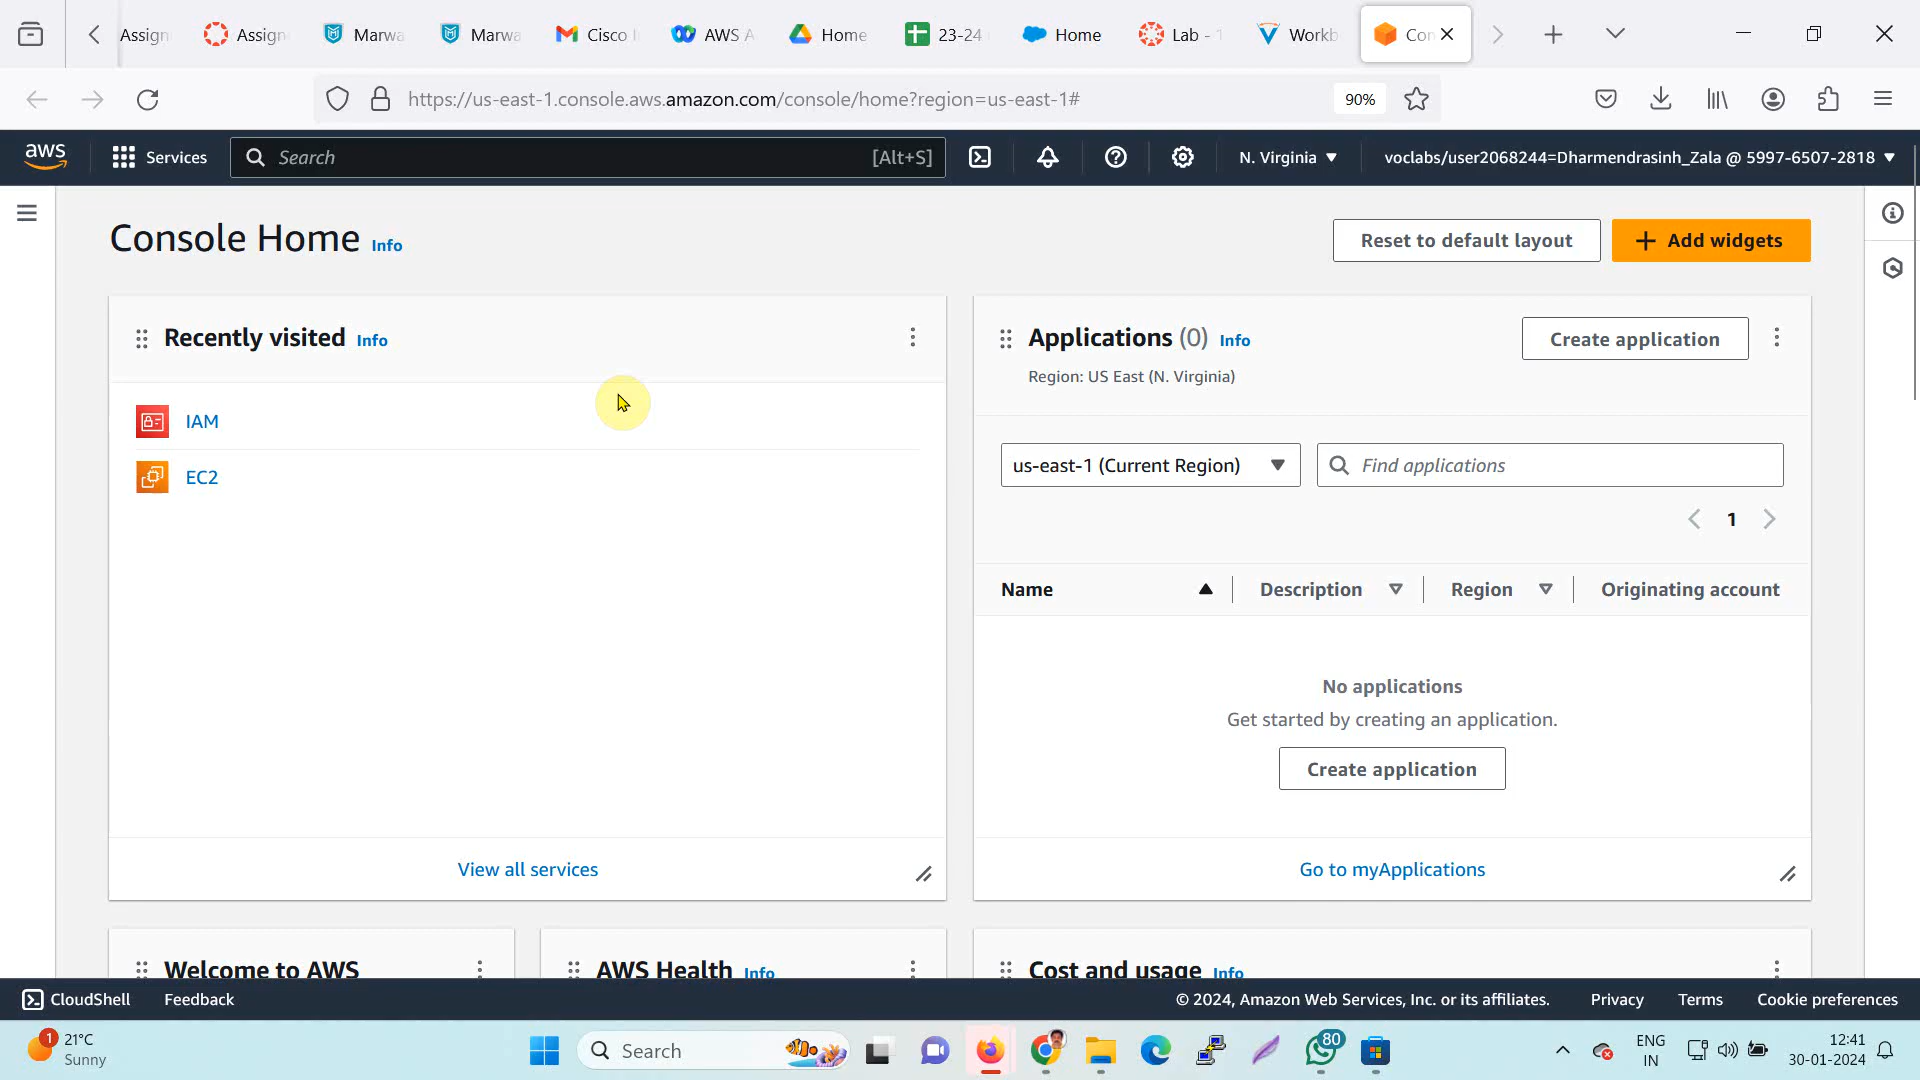 Assign
Assign
Marwa
Marwa
Cisco
AWS A
Home
23-24
Home
Lab -
Workb
Con
https://us-east-1.console.aws.amazon.com/console/home?region=us-east-1#
90%
aws
Services
Search
[Alt+S]
N. Virginia
voclabs/user2068244=Dharmendrasinh_Zala @ 5997-6507-2818
Console Home Info
Reset to default layout
Add widgets
Recently visited Info
IAM
EC2
View all services
Applications (0) Info
Region: US East (N. Virginia)
Create application
us-east-1 (Current Region)
Find applications
1
Name
Description
Region
Originating account
No applications
Get started by creating an application.
Create application
Go to myApplications
Welcome to AWS
AWS Health Info
Cost and usage Info
CloudShell
Feedback
© 2024, Amazon Web Services, Inc. or its affiliates.
Privacy
Terms
Cookie preferences
1
21°C
Sunny
Search
80
ENG
IN
12:41
30-01-2024